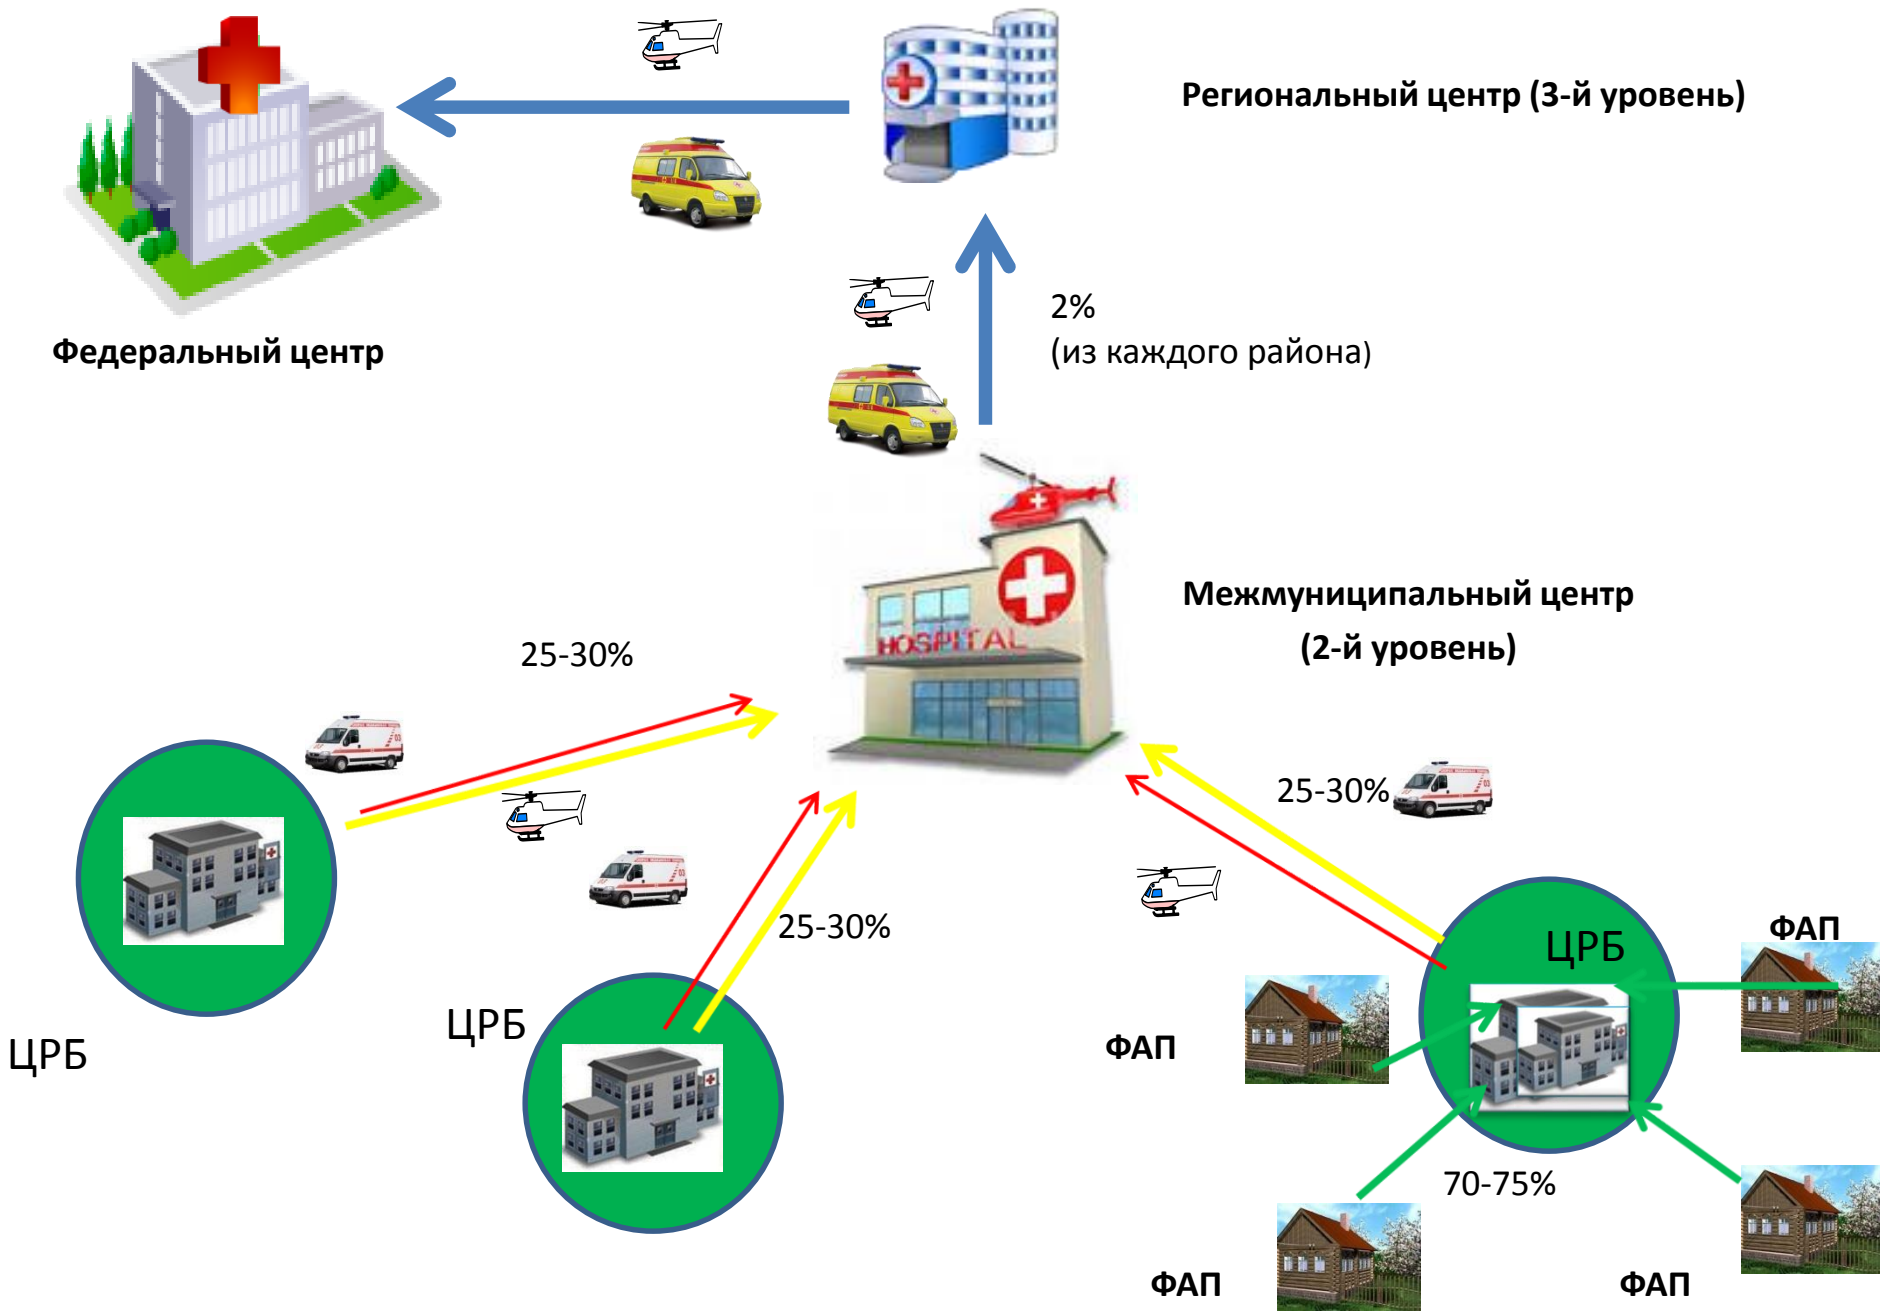 Региональный центр (3-й уровень)
2%
(из каждого района)
Федеральный центр
HOSPITAL
Межмуниципальный центр
(2-й уровень)
25-30%
25-30%
25-30%
ЦРБ
ЦРБ
ЦРБ
ФАП
ФАП
70-75%
ФАП
ФАП